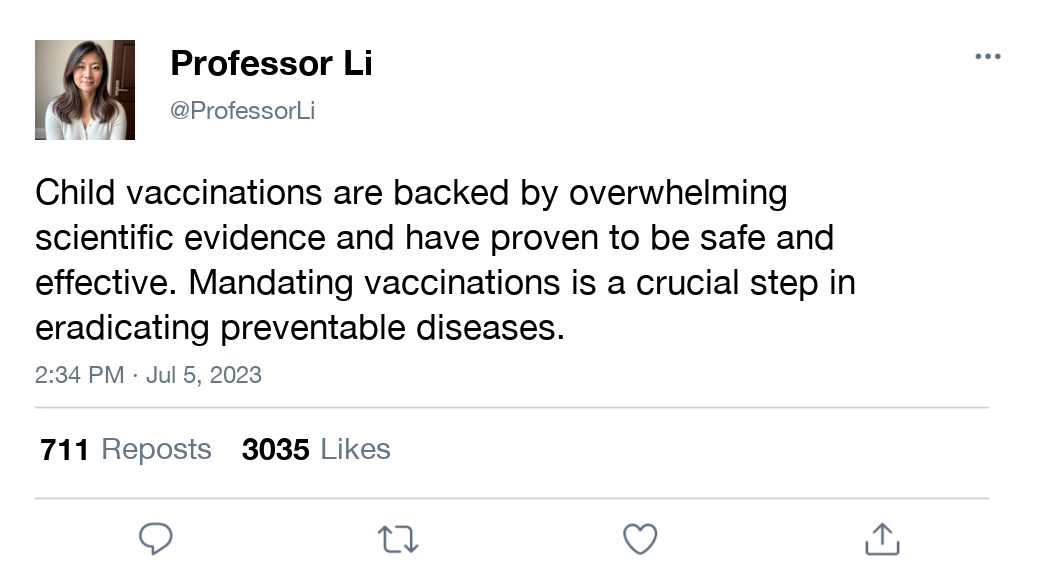 Professor Li
@ProfessorLi
Child vaccinations are backed by overwhelming
scientific evidence and have proven to be safe and
effective. Mandating vaccinations is a crucial step in
eradicating preventable diseases.
2:34 PM · Jul 5, 2023
711 Reposts 3035 Likes